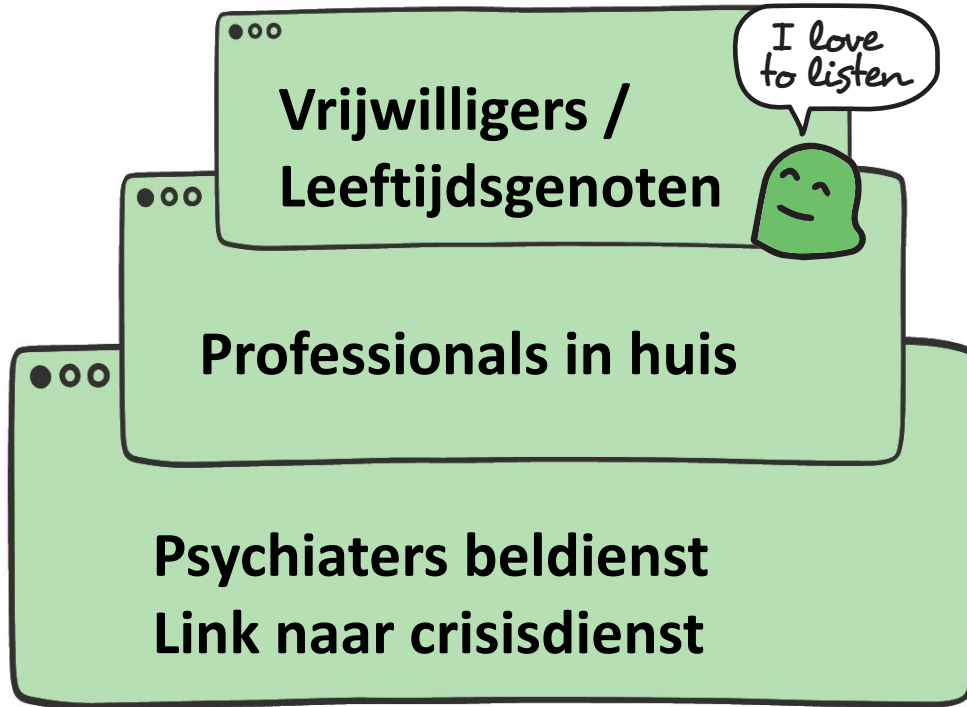 I love
to listen
Vrijwilligers /
Leeftijdsgenoten
Professionals in huis
Psychiaters beldienst
Link naar crisisdienst